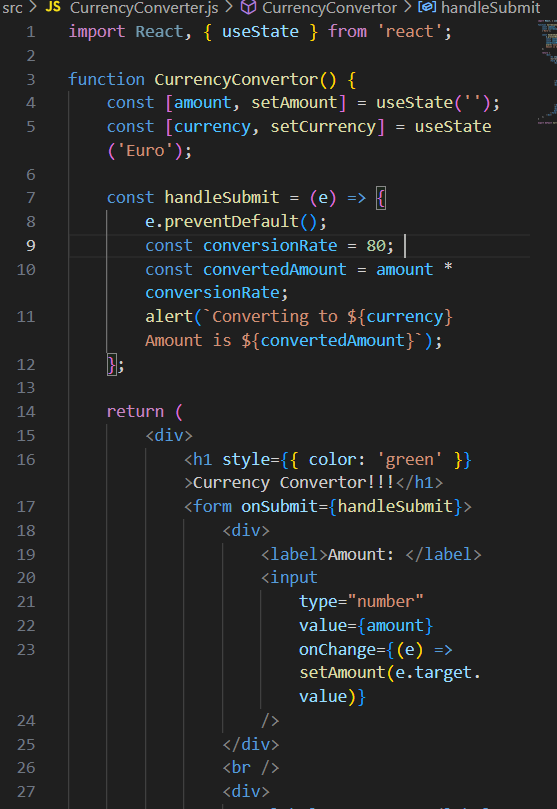 src > JS CurrencyConverter.js > CurrencyConvertor > handleSubmit
1 import React, { useState } from 'react';
2
3 function CurrencyConvertor() {
4 const [amount, setAmount] = useState('');
5 const [currency, setCurrency] = useState
('Euro');
6
7 const handleSubmit = (e) => {
8 e.preventDefault();
9 const conversionRate = 80;
10 const convertedAmount = amount *
conversionRate;
11 alert(`Converting to ${currency}
Amount is ${convertedAmount}`);
12 };
13
14 return (
15 <div>
16 <h1 style={{ color: 'green' }}
>Currency Convertor!!!</h1>
17 <form onSubmit={handleSubmit}>
18 <div>
19 <label>Amount: </label>
20 <input
21 type="number"
22 value={amount}
23 onChange={(e) =>
setAmount(e.target.
value)}
24 />
25 </div>
26 <br />
27 <div>